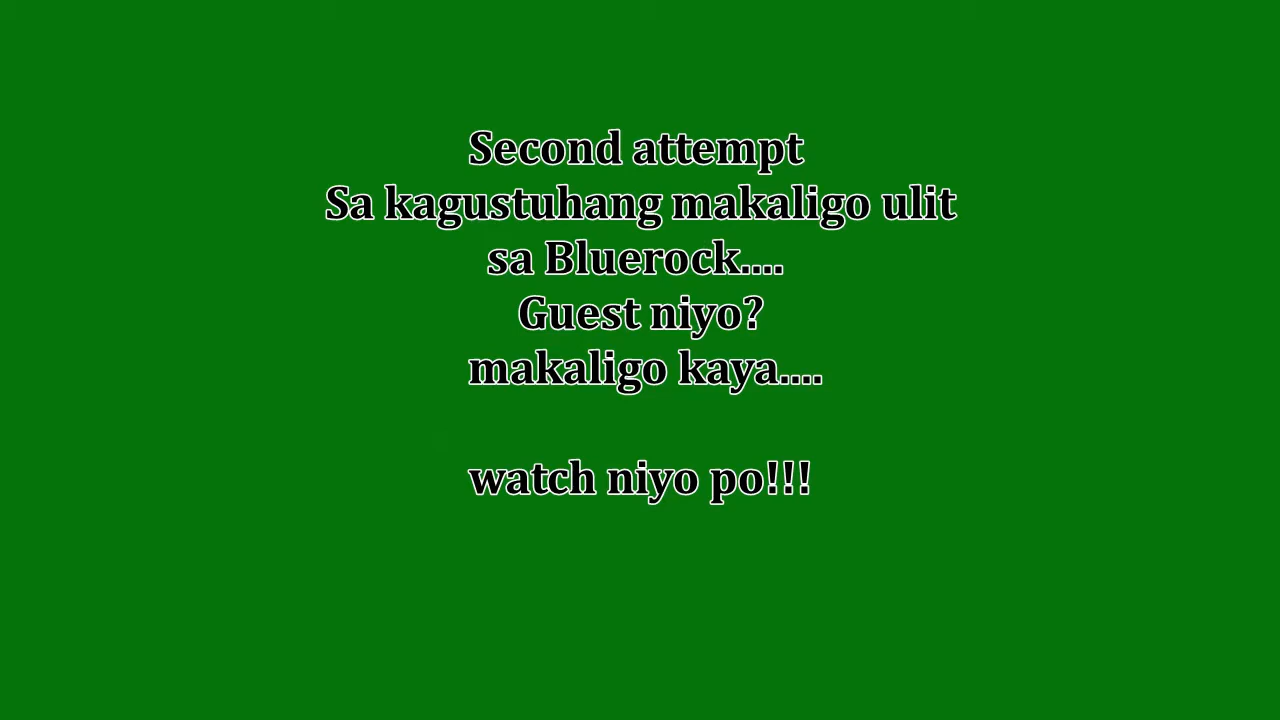 Second attempt
Sa kagustuhang makaligo ulit
sa Bluerock....
Guest niyo?
makaligo kaya....
watch niyo po!!!